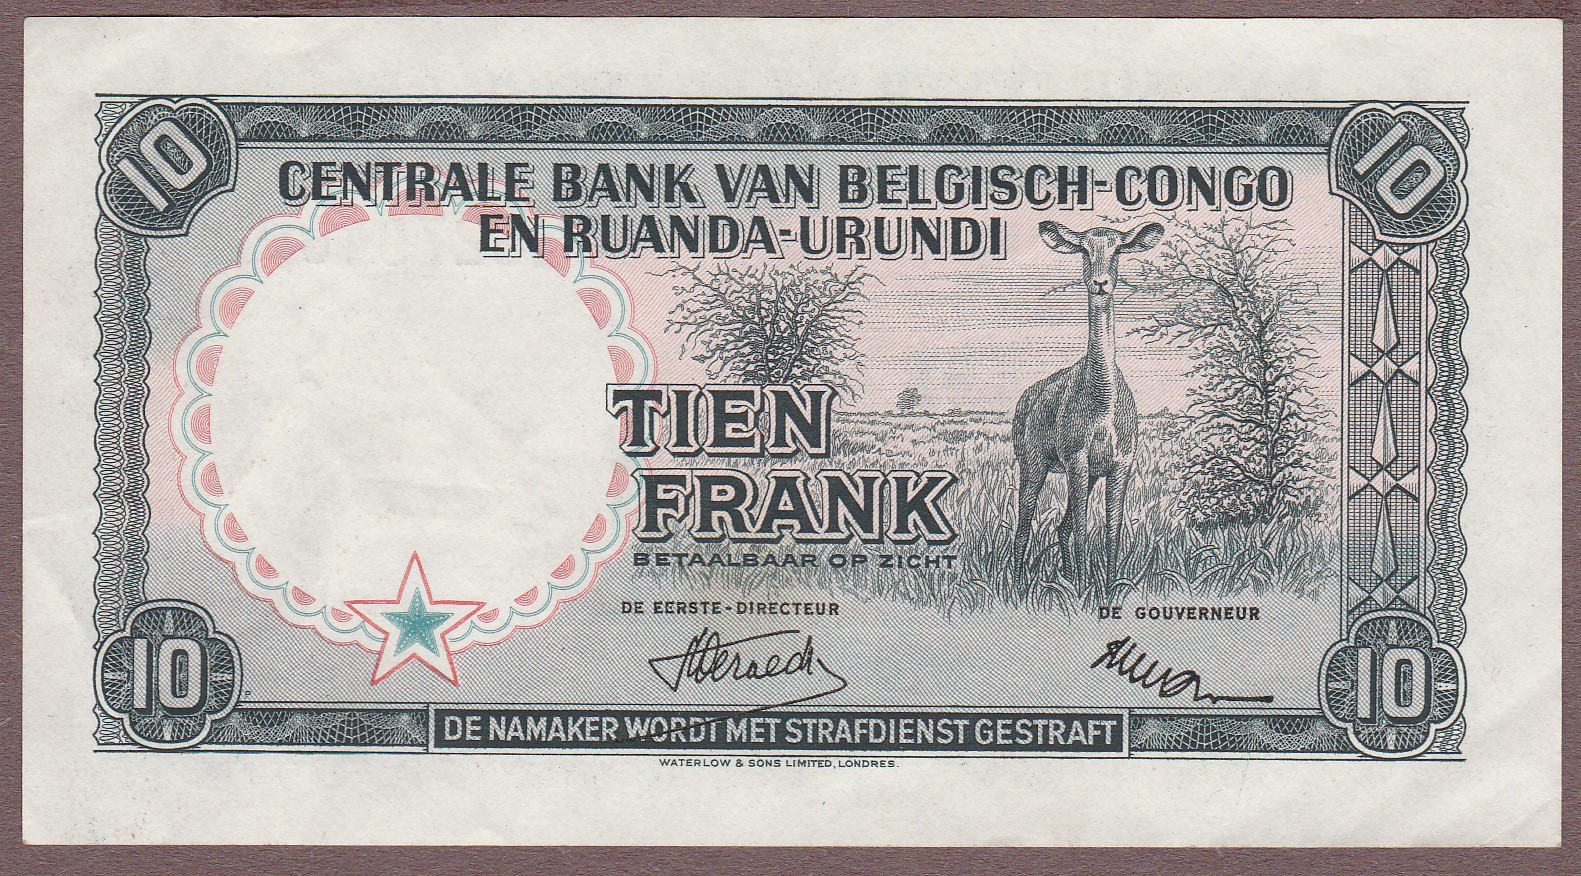 10
10
CENTRALE BANK VAN BELGISCH-CONGO
EN RUANDA-URUNDI
TIEN
FRANK
BETAALBAAR OP ZICHT
DE EERSTE-DIRECTEUR
DE GOUVERNEUR
10
10
DE NAMAKER WORDT MET STRAFDIENST GESTRAFT
WATERLOW & SONS LIMITED, LONDRES.